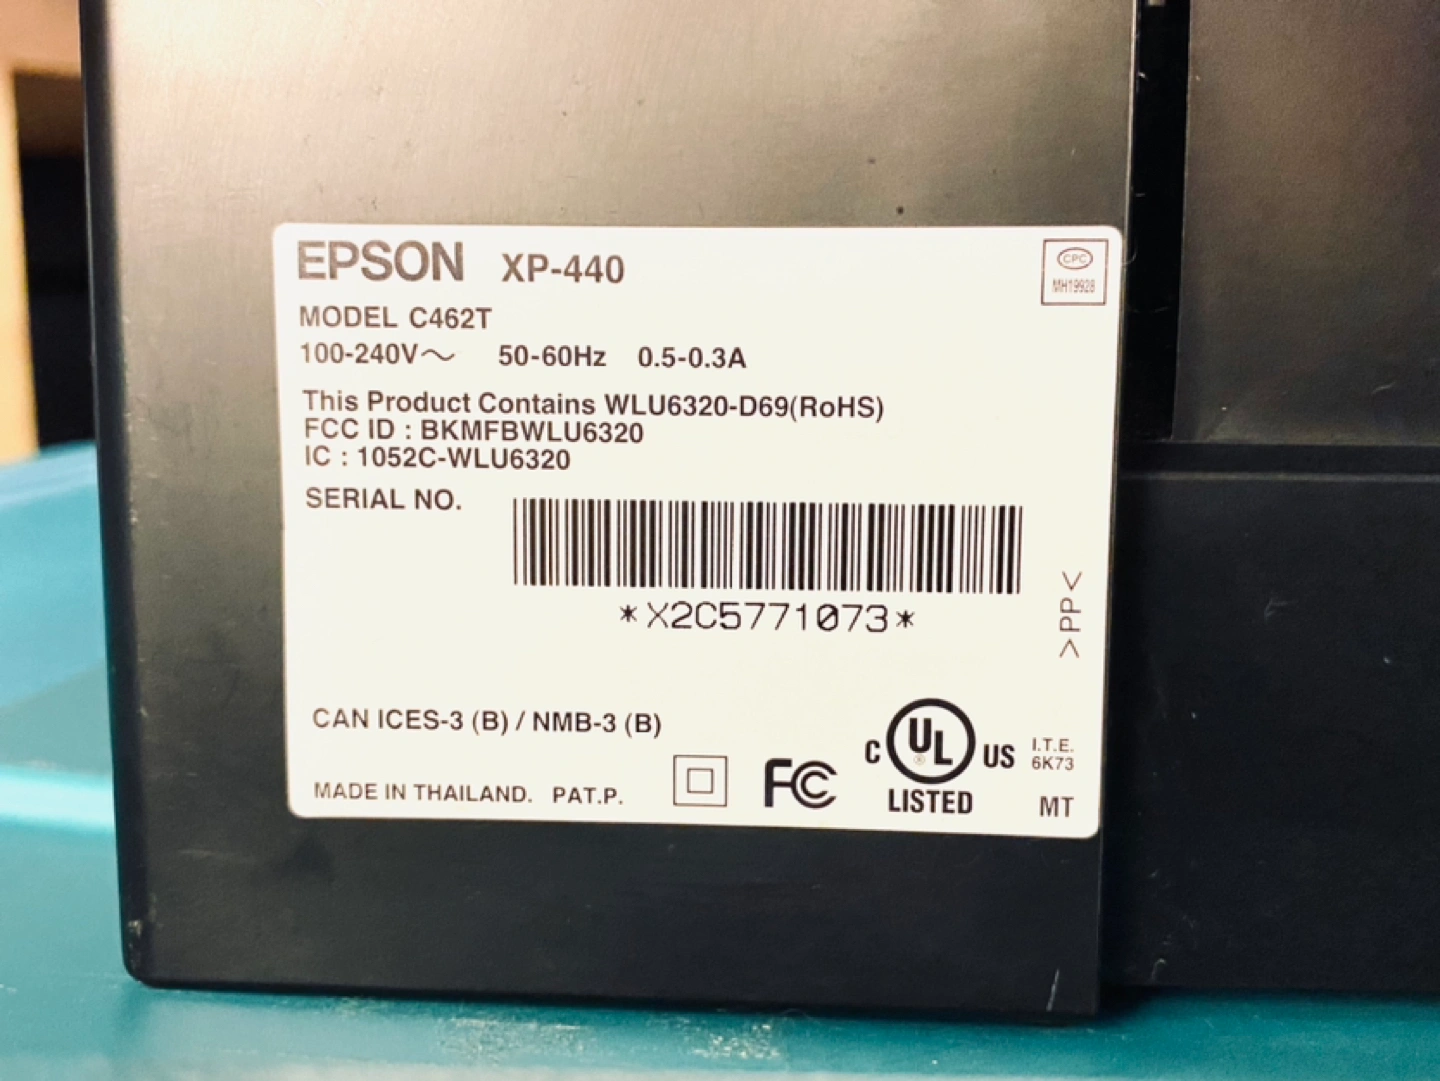 EPSON XP-440
CPC
MH19928
MODEL C462T
100-240V～ 50-60Hz 0.5-0.3A
This Product Contains WLU6320-D69(RoHS)
FCC ID : BKMFBWLU6320
IC : 1052C-WLU6320
SERIAL NO.
*X2C5771073*
>PP<
CAN ICES-3 (B) / NMB-3 (B)
MADE IN THAILAND. PAT.P.
FC
C UL® US
LISTED
I.T.E.
6K73
MT